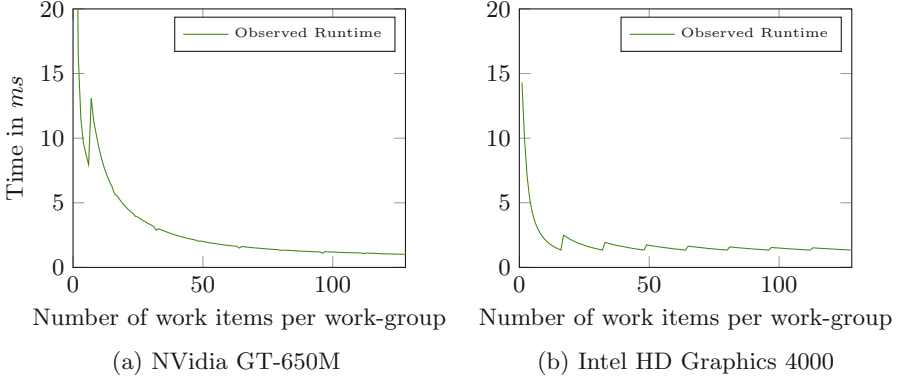 20
15
10
5
0
Time in ms
0 50 100
Number of work items per work-group
Observed Runtime
(a) NVidia GT-650M
20
15
10
5
0
0 50 100
Number of work items per work-group
Observed Runtime
(b) Intel HD Graphics 4000